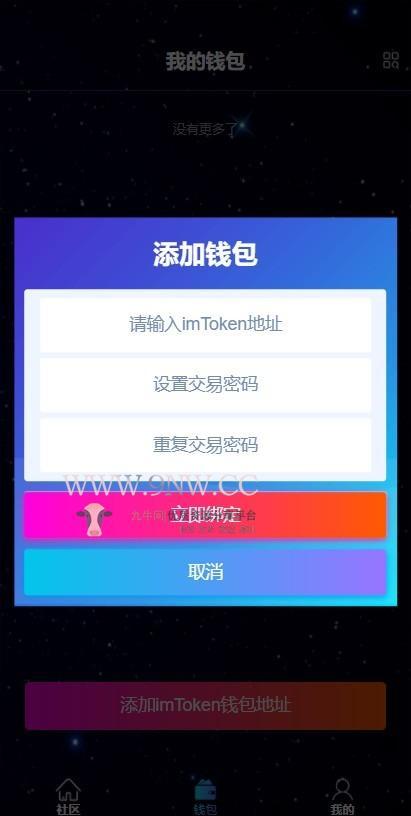 我的钱包
没有更多了
添加钱包
请输入imToken地址
设置交易密码
重复交易密码
WWW.9NW.CC
立即绑定
九牛网
平台
取消
添加imToken钱包地址
社区
钱包
我的